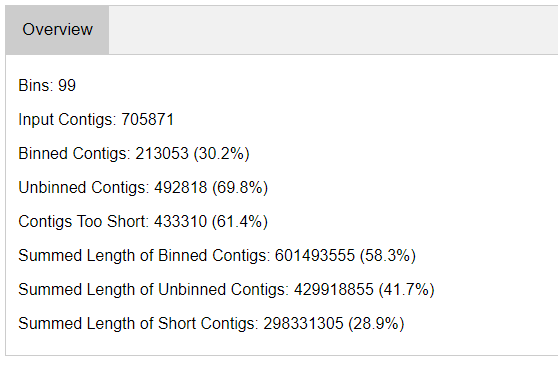 Overview
Bins: 99
Input Contigs: 705871
Binned Contigs: 213053 (30.2%)
Unbinned Contigs: 492818 (69.8%)
Contigs Too Short: 433310 (61.4%)
Summed Length of Binned Contigs: 601493555 (58.3%)
Summed Length of Unbinned Contigs: 429918855 (41.7%)
Summed Length of Short Contigs: 298331305 (28.9%)